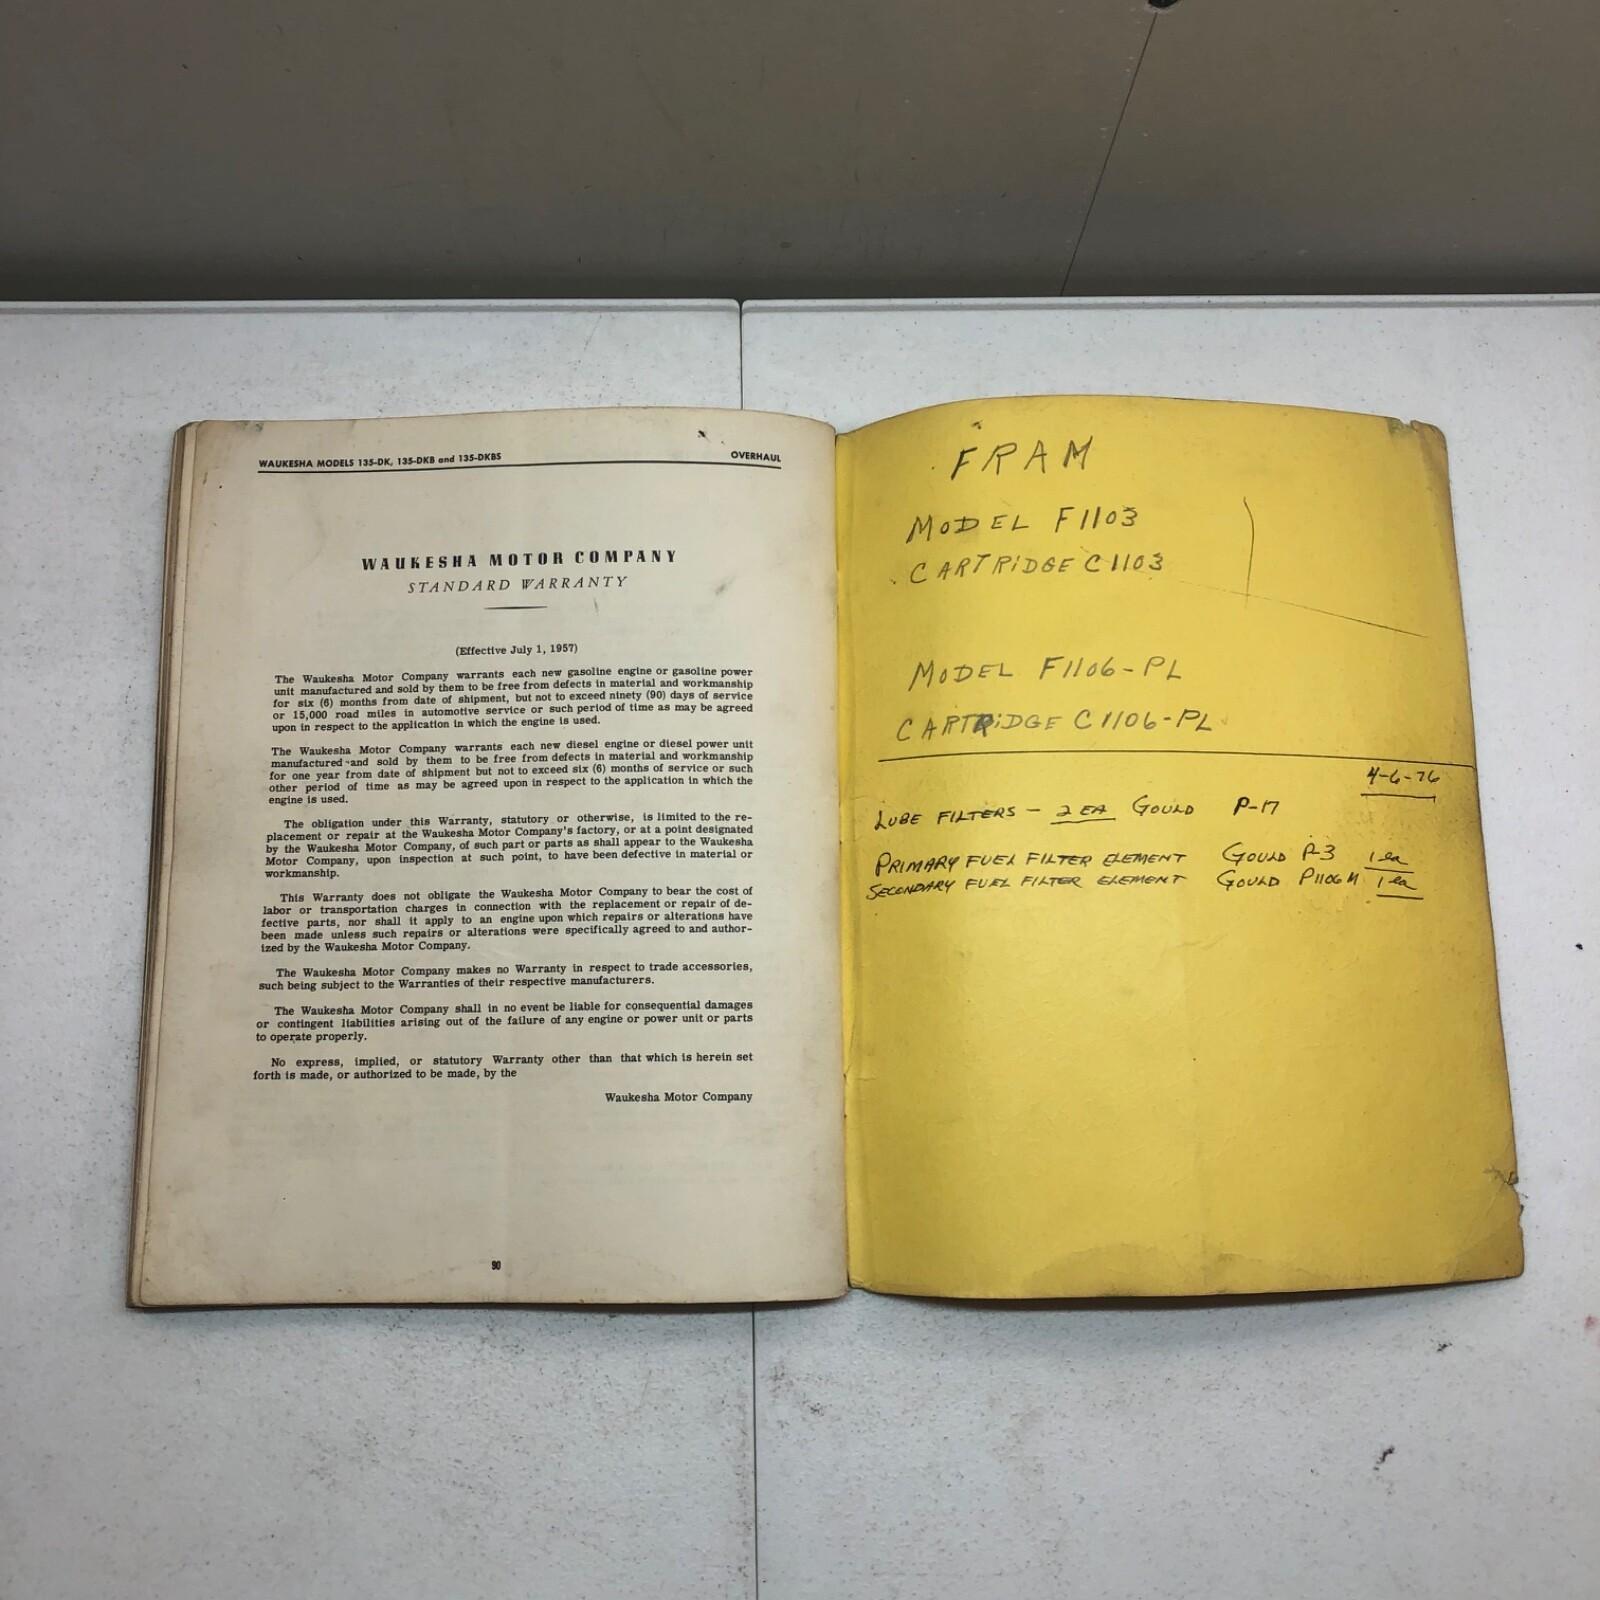 WAUKESHA MODELS 135-DK, 135-DKB and 135-DKBS OVERHAUL
WAUKESHA MOTOR COMPANY
STANDARD WARRANTY
(Effective July 1, 1957)
The Waukesha Motor Company warrants each new gasoline engine or gasoline power
unit manufactured and sold by them to be free from defects in material and workmanship
for six (6) months from date of shipment, but not to exceed ninety (90) days of service
or 15,000 road miles in automotive service or such period of time as may be agreed
upon in respect to the application in which the engine is used.
The Waukesha Motor Company warrants each new diesel engine or diesel power unit
manufactured and sold by them to be free from defects in material and workmanship
for one year from date of shipment but not to exceed six (6) months of service or such
other period of time as may be agreed upon in respect to the application in which the
engine is used.
The obligation under this Warranty, statutory or otherwise, is limited to the re-
placement or repair at the Waukesha Motor Company's factory, or at a point designated
by the Waukesha Motor Company, of such part or parts as shall appear to the Waukesha
Motor Company, upon inspection at such point, to have been defective in material or
workmanship.
This Warranty does not obligate the Waukesha Motor Company to bear the cost of
labor or transportation charges in connection with the replacement or repair of de-
fective parts, nor shall it apply to an engine upon which repairs or alterations have
been made unless such repairs or alterations were specifically agreed to and author-
ized by the Waukesha Motor Company.
The Waukesha Motor Company makes no Warranty in respect to trade accessories,
such being subject to the Warranties of their respective manufacturers.
The Waukesha Motor Company shall in no event be liable for consequential damages
or contingent liabilities arising out of the failure of any engine or power unit or parts
to operate properly.
No express, implied, or statutory Warranty other than that which is herein set
forth is made, or authorized to be made, by the
Waukesha Motor Company
90
FRAM
MODEL F1103
CARTRIDGE C1103
MODEL F1106-PL
CARTRIDGE C1106-PL
4-6-76
LUBE FILTERS - 2 EA GOULD P-17
PRIMARY FUEL FILTER ELEMENT GOULD P-3 1 ea
SECONDARY FUEL FILTER ELEMENT GOULD P1106M 1 ea